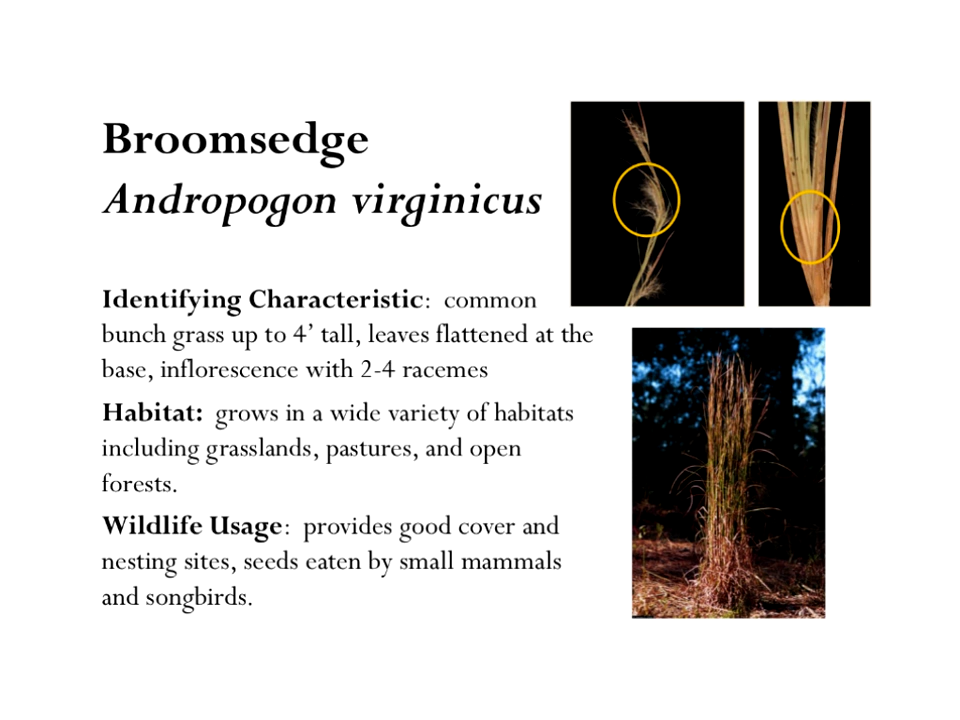 Broomsedge
Andropogon virginicus
Identifying Characteristic:  common
bunch grass up to 4’ tall, leaves flattened at the
base, inflorescence with 2-4 racemes
Habitat:  grows in a wide variety of habitats
including grasslands, pastures, and open
forests.
Wildlife Usage:  provides good cover and
nesting sites, seeds eaten by small mammals
and songbirds.